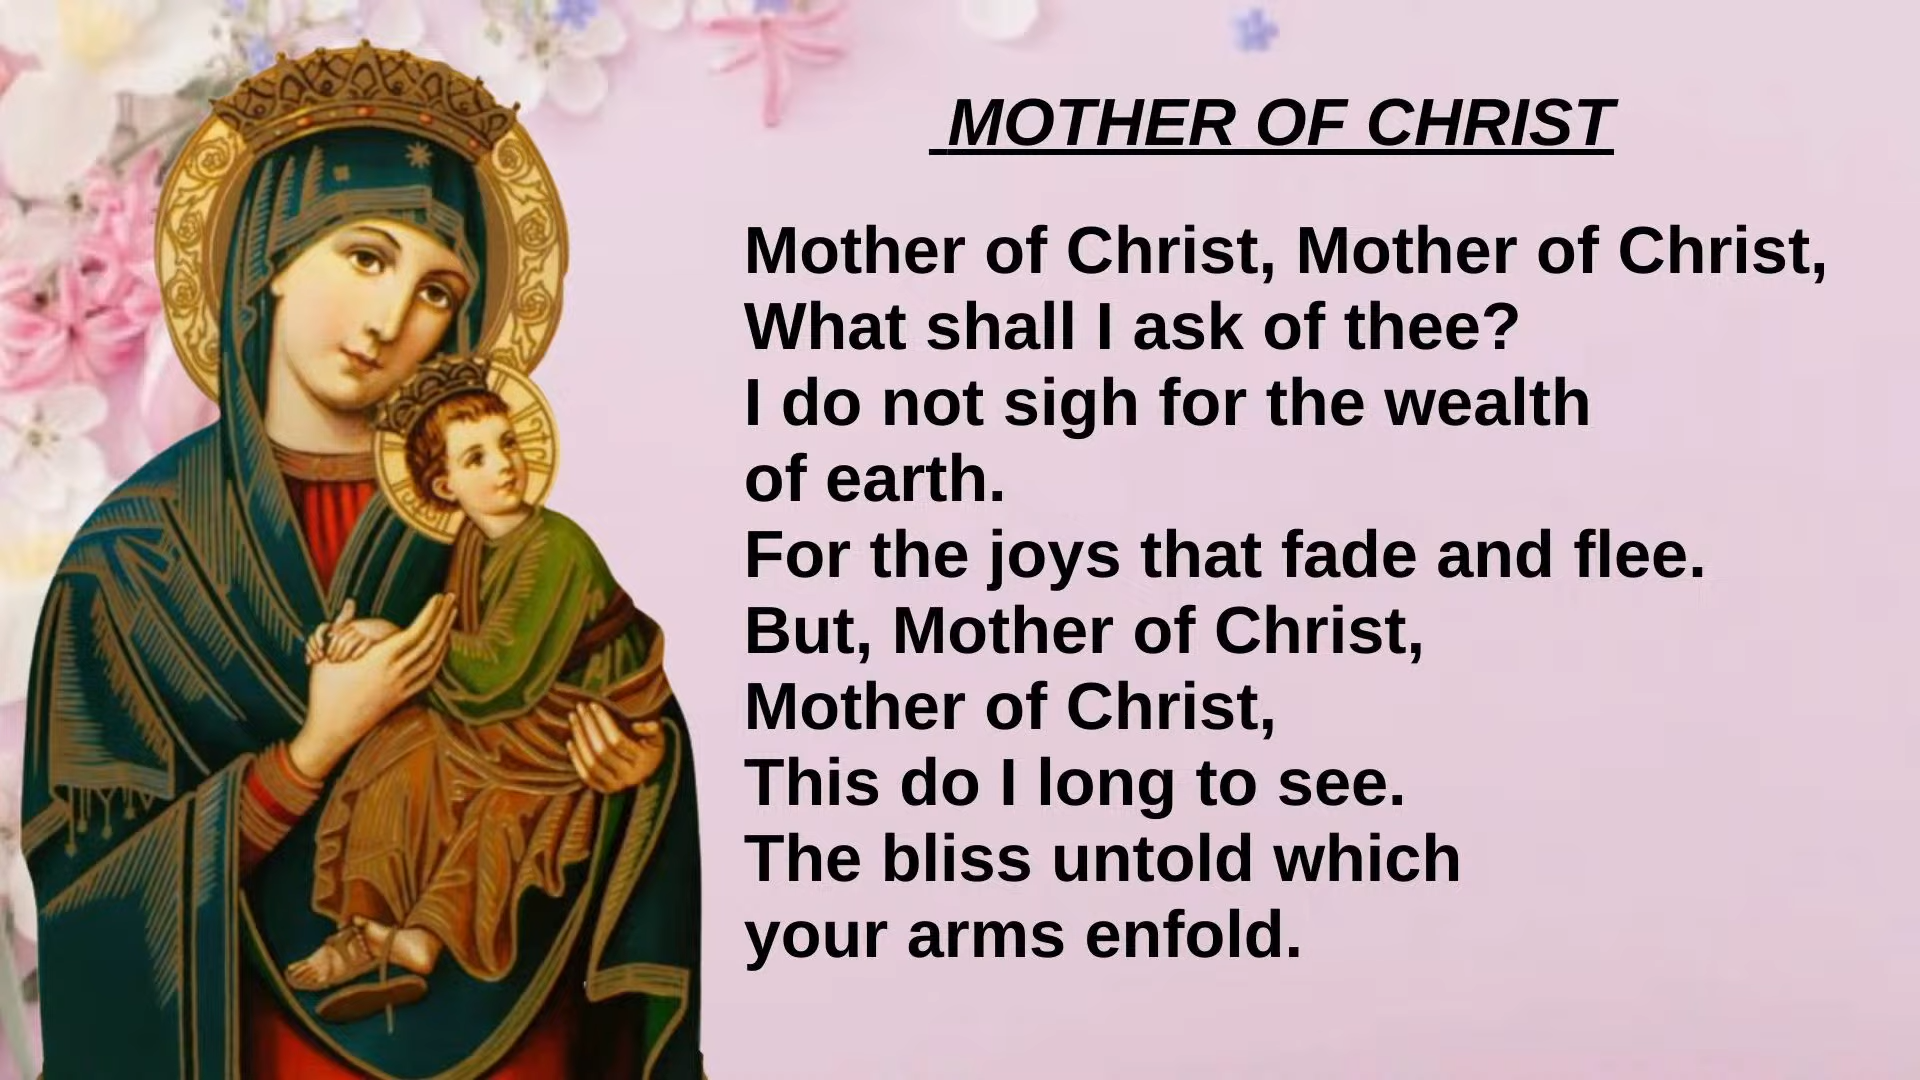 MOTHER OF CHRIST
Mother of Christ, Mother of Christ,
What shall I ask of thee?
I do not sigh for the wealth
of earth.
For the joys that fade and flee.
But, Mother of Christ,
Mother of Christ,
This do I long to see.
The bliss untold which
your arms enfold.